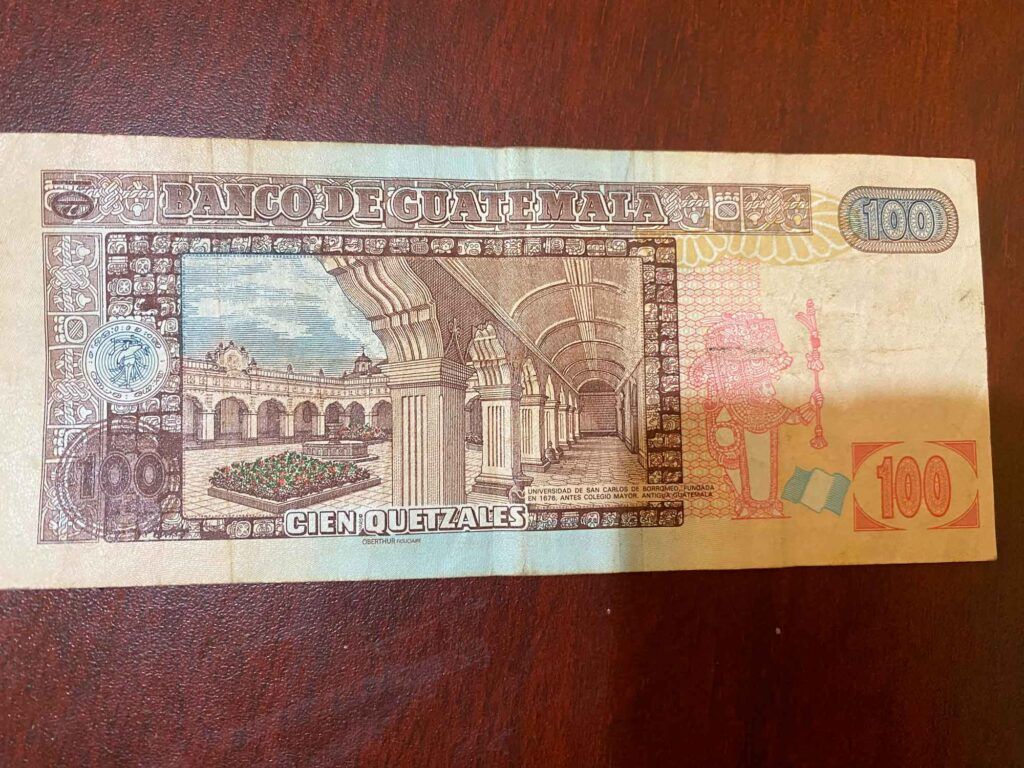 BANCO DE GUATEMALA
100
100
UNIVERSIDAD DE SAN CARLOS DE BORROMEO, FUNDADA
EN 1676, ANTES COLEGIO MAYOR. ANTIGUA GUATEMALA
100
CIEN QUETZALES
OBERTHUR FIDUCIAIRE